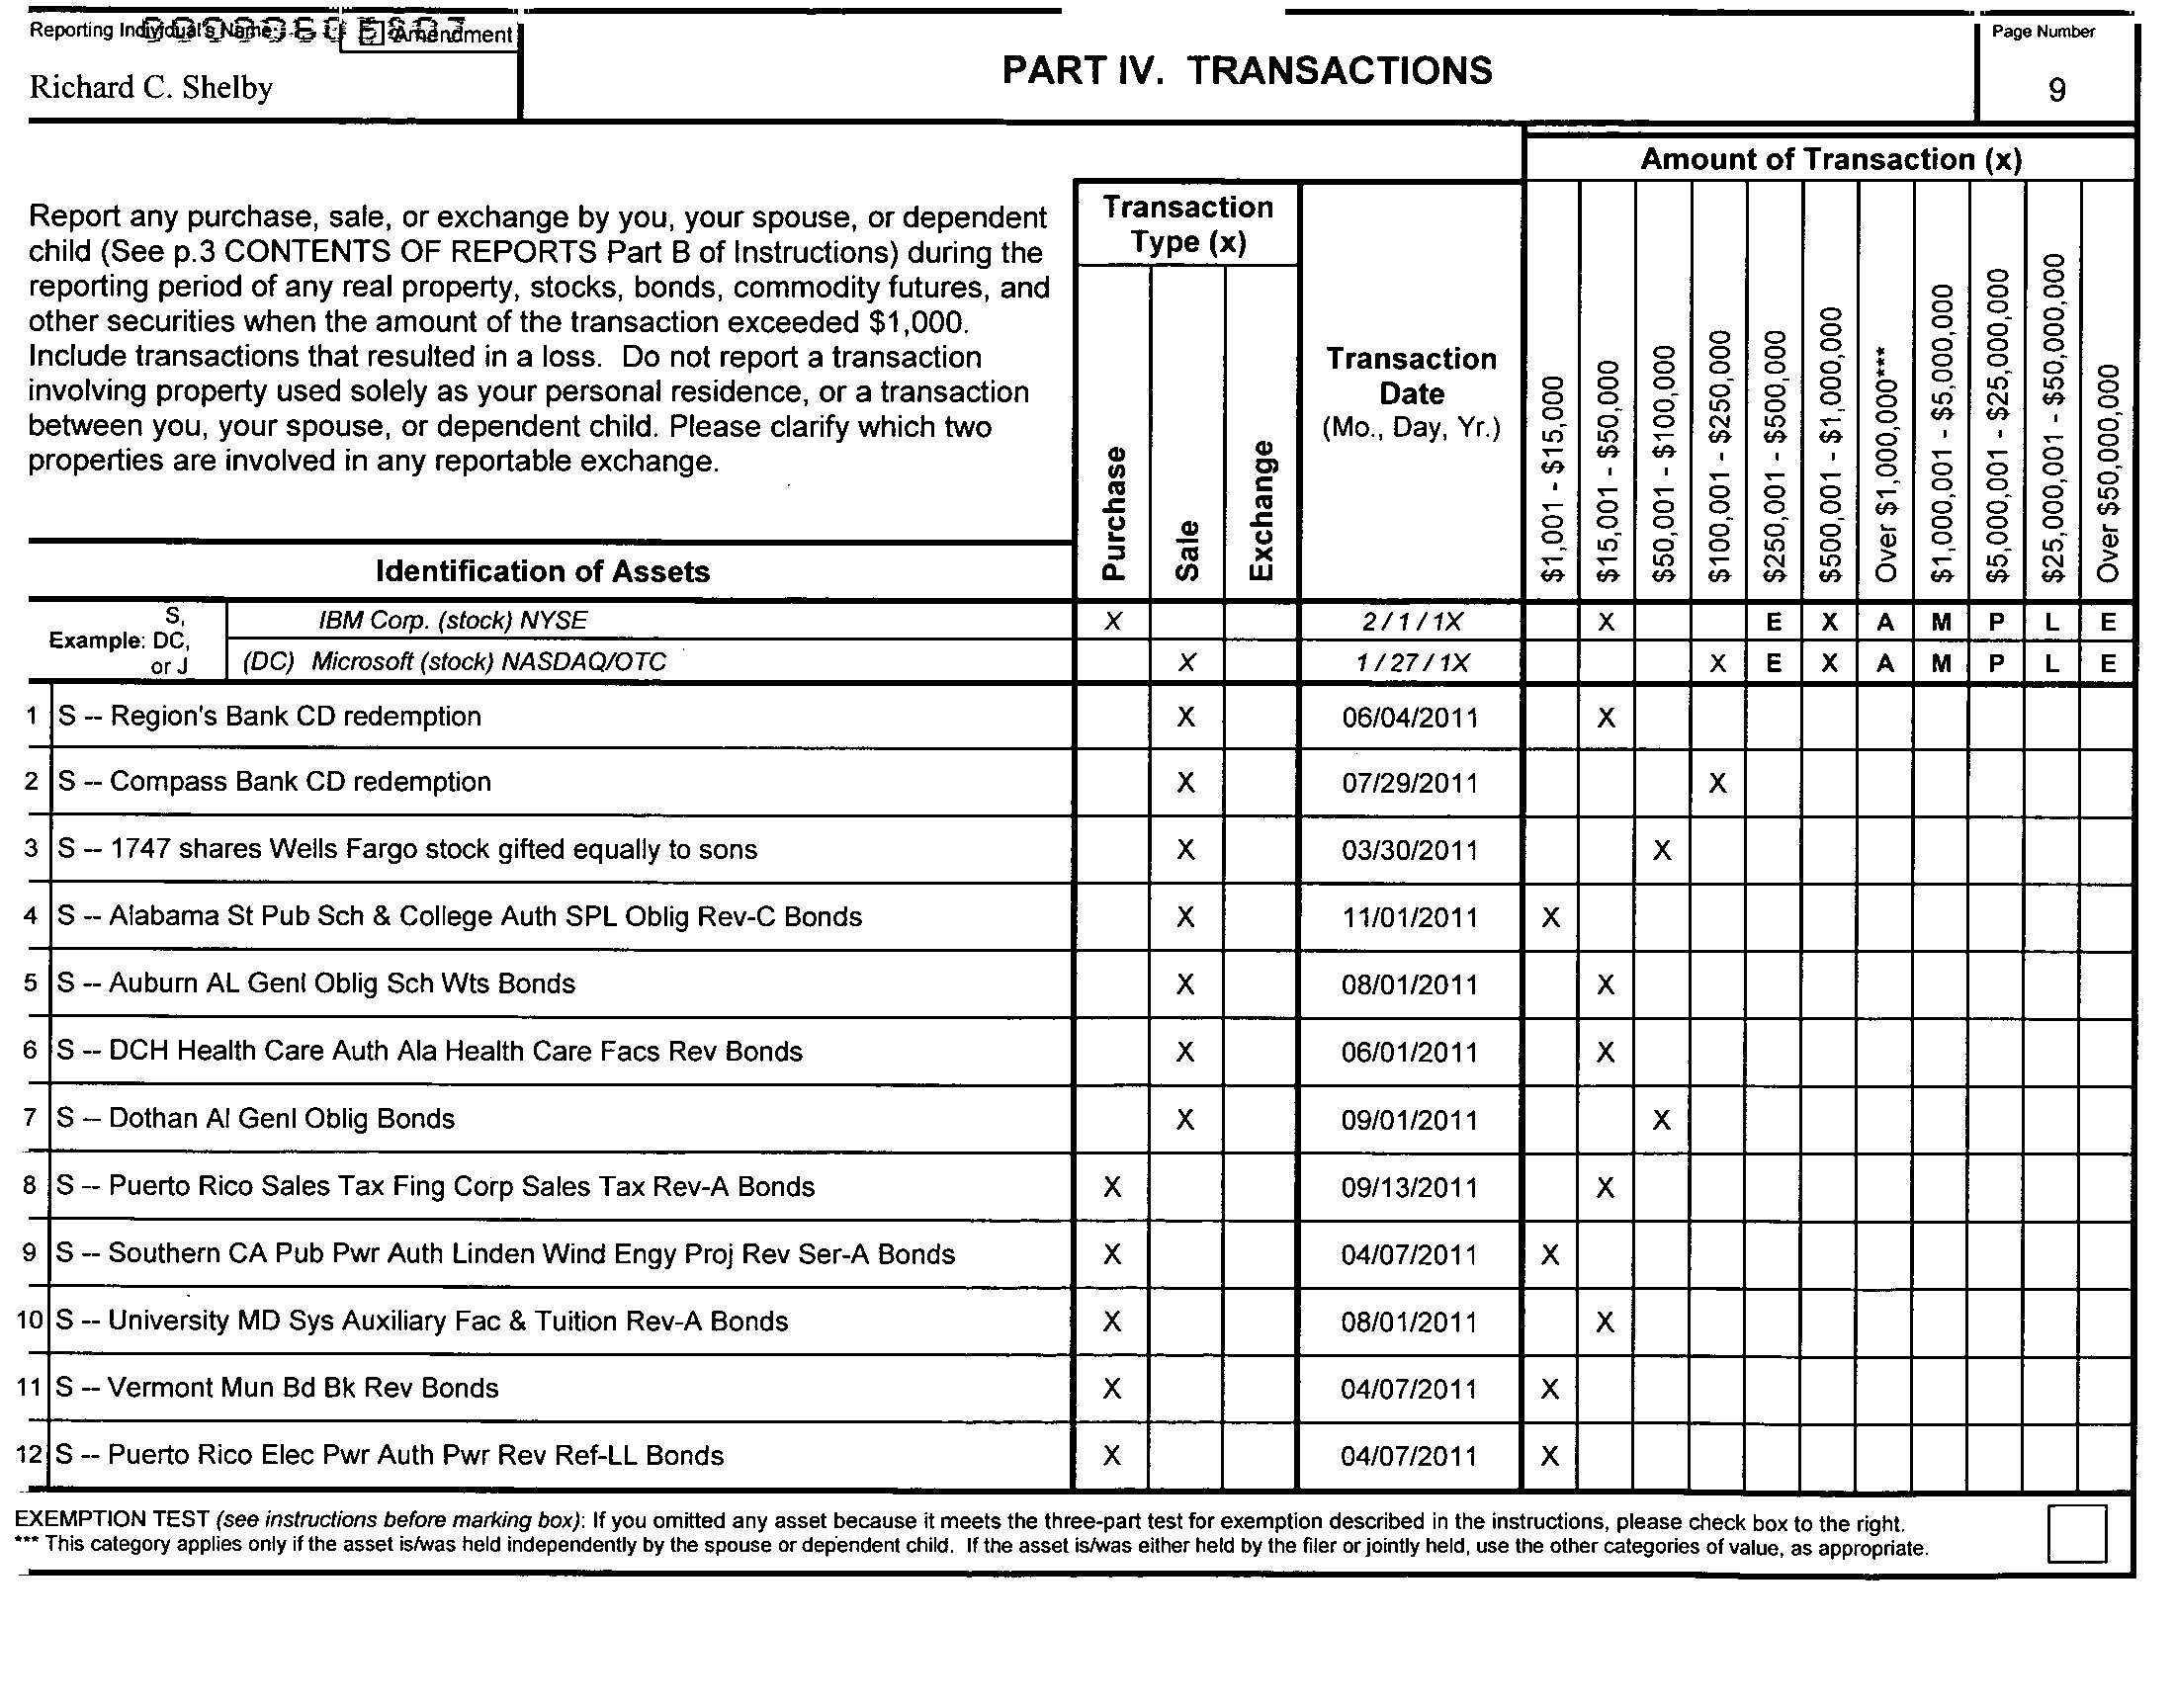 Reporting Individual's Name: Amendment
Richard C. Shelby
PART IV. TRANSACTIONS
Page Number
9
Amount of Transaction (x)
Report any purchase, sale, or exchange by you, your spouse, or dependent
child (See p.3 CONTENTS OF REPORTS Part B of Instructions) during the
reporting period of any real property, stocks, bonds, commodity futures, and
other securities when the amount of the transaction exceeded $1,000.
Include transactions that resulted in a loss. Do not report a transaction
involving property used solely as your personal residence, or a transaction
between you, your spouse, or dependent child. Please clarify which two
properties are involved in any reportable exchange.
Transaction
Type (x)
Purchase
Sale
Exchange
Transaction
Date
(Mo., Day, Yr.)
$1,001 - $15,000
$15,001 - $50,000
$50,001 - $100,000
$100,001 - $250,000
$250,001 - $500,000
$500,001 - $1,000,000
Over $1,000,000***
$1,000,001 - $5,000,000
$5,000,001 - $25,000,000
$25,000,001 - $50,000,000
Over $50,000,000
Identification of Assets
Example: S, DC, or J
IBM Corp. (stock) NYSE X 2 / 1 / 1X X E X A M P L E
(DC) Microsoft (stock) NASDAQ/OTC X 1 / 27 / 1X X E X A M P L E
1 S -- Region's Bank CD redemption X 06/04/2011 X
2 S -- Compass Bank CD redemption X 07/29/2011 X
3 S -- 1747 shares Wells Fargo stock gifted equally to sons X 03/30/2011 X
4 S -- Alabama St Pub Sch & College Auth SPL Oblig Rev-C Bonds X 11/01/2011 X
5 S -- Auburn AL Genl Oblig Sch Wts Bonds X 08/01/2011 X
6 S -- DCH Health Care Auth Ala Health Care Facs Rev Bonds X 06/01/2011 X
7 S -- Dothan Al Genl Oblig Bonds X 09/01/2011 X
8 S -- Puerto Rico Sales Tax Fing Corp Sales Tax Rev-A Bonds X 09/13/2011 X
9 S -- Southern CA Pub Pwr Auth Linden Wind Engy Proj Rev Ser-A Bonds X 04/07/2011 X
10 S -- University MD Sys Auxiliary Fac & Tuition Rev-A Bonds X 08/01/2011 X
11 S -- Vermont Mun Bd Bk Rev Bonds X 04/07/2011 X
12 S -- Puerto Rico Elec Pwr Auth Pwr Rev Ref-LL Bonds X 04/07/2011 X
EXEMPTION TEST (see instructions before marking box): If you omitted any asset because it meets the three-part test for exemption described in the instructions, please check box to the right.
*** This category applies only if the asset is/was held independently by the spouse or dependent child. If the asset is/was either held by the filer or jointly held, use the other categories of value, as appropriate.